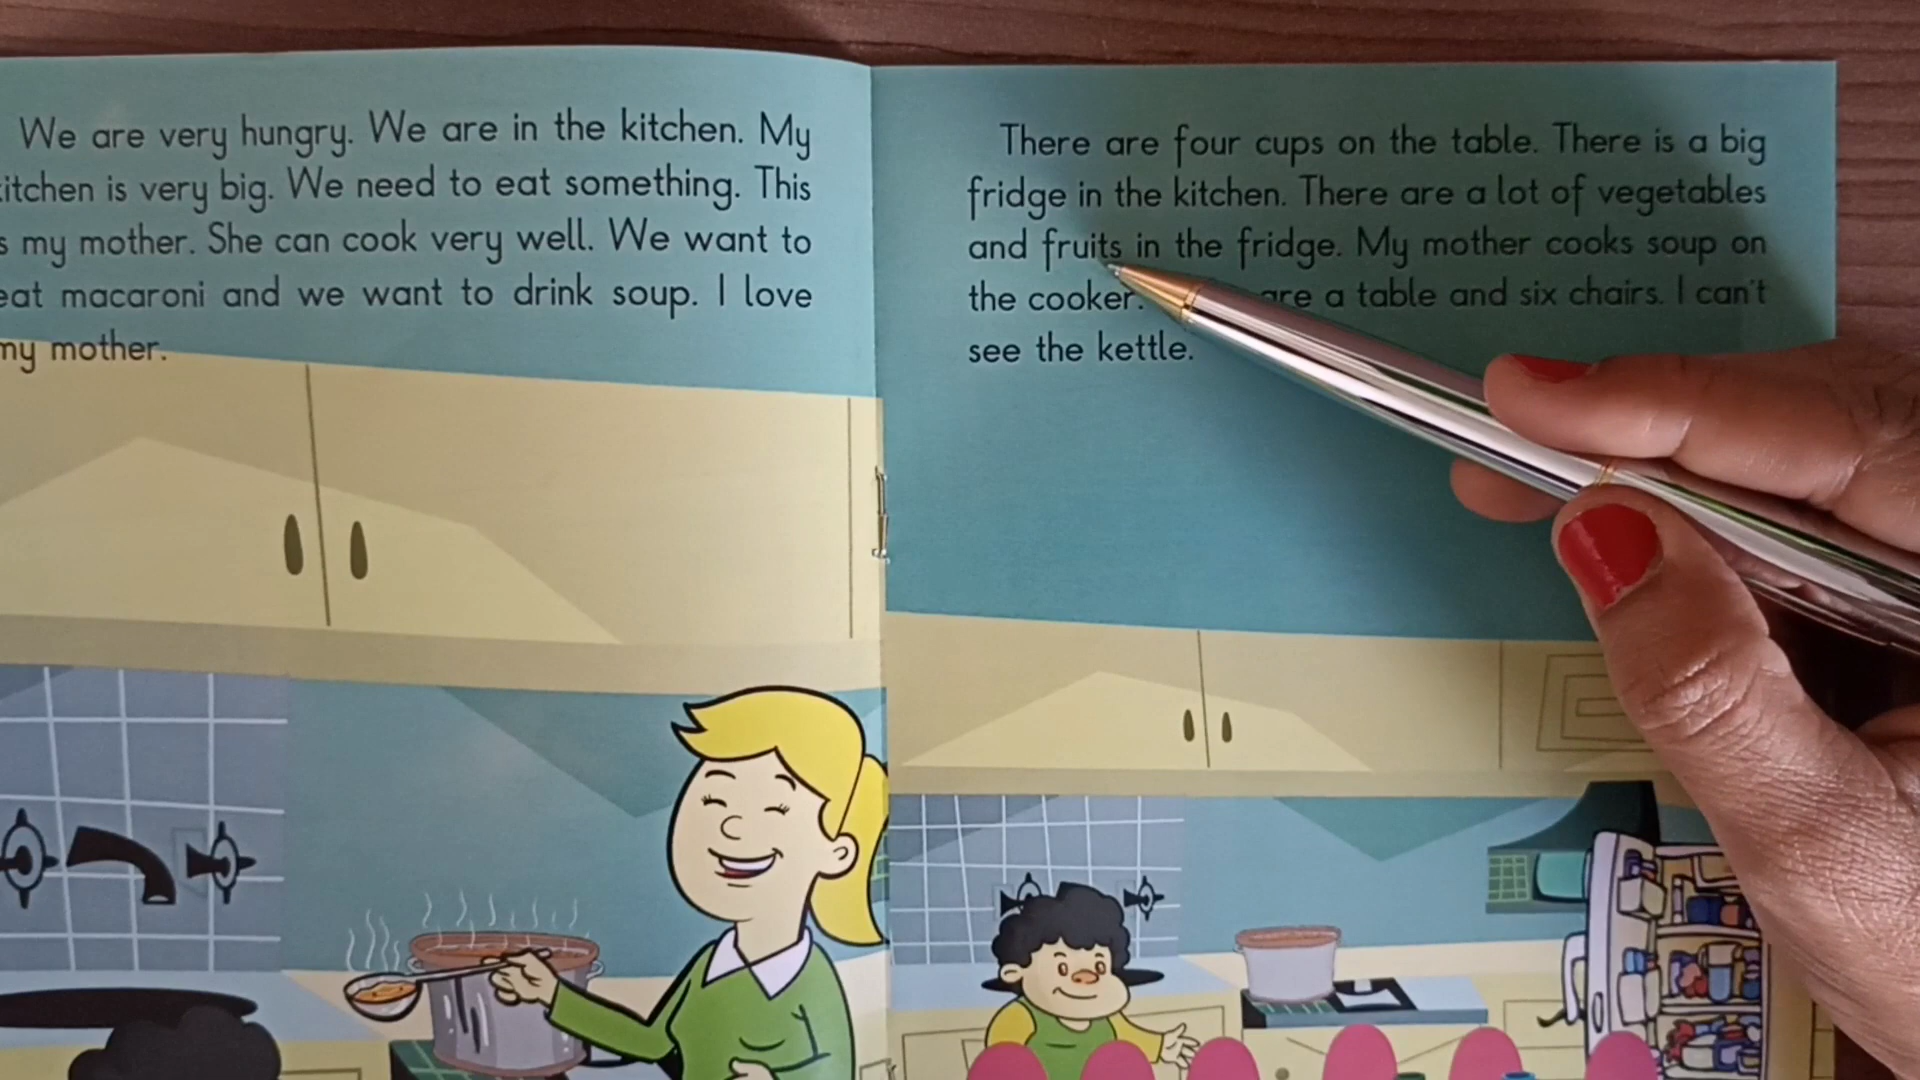 We are very hungry. We are in the kitchen. My
kitchen is very big. We need to eat something. This
is my mother. She can cook very well. We want to
eat macaroni and we want to drink soup. I love
my mother.
There are four cups on the table. There is a big
fridge in the kitchen. There are a lot of vegetables
and fruits in the fridge. My mother cooks soup on
the cooker. are a table and six chairs. I can't
see the kettle.